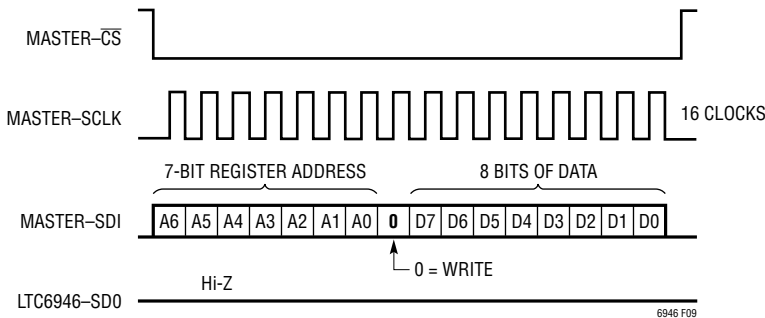 MASTER–CS
MASTER–SCLK
16 CLOCKS
7-BIT REGISTER ADDRESS
8 BITS OF DATA
MASTER–SDI
A6 A5 A4 A3 A2 A1 A0 0 D7 D6 D5 D4 D3 D2 D1 D0
0 = WRITE
Hi-Z
LTC6946–SD0
6946 F09